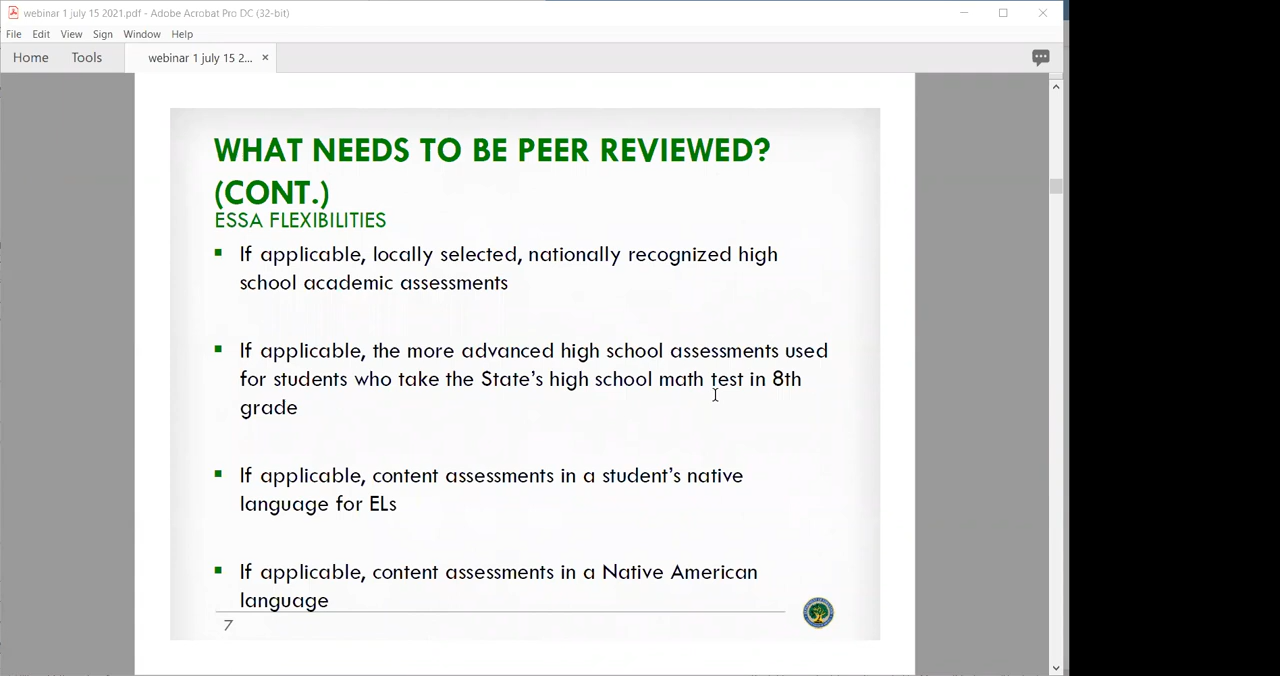 webinar 1 july 15 2021.pdf - Adobe Acrobat Pro DC (32-bit)
File Edit View Sign Window Help
Home Tools webinar 1 july 15 2... ×
WHAT NEEDS TO BE PEER REVIEWED?
(CONT.)
ESSA FLEXIBILITIES
▪ If applicable, locally selected, nationally recognized high
school academic assessments
▪ If applicable, the more advanced high school assessments used
for students who take the State’s high school math test in 8th
grade
▪ If applicable, content assessments in a student’s native
language for ELs
▪ If applicable, content assessments in a Native American
language
7